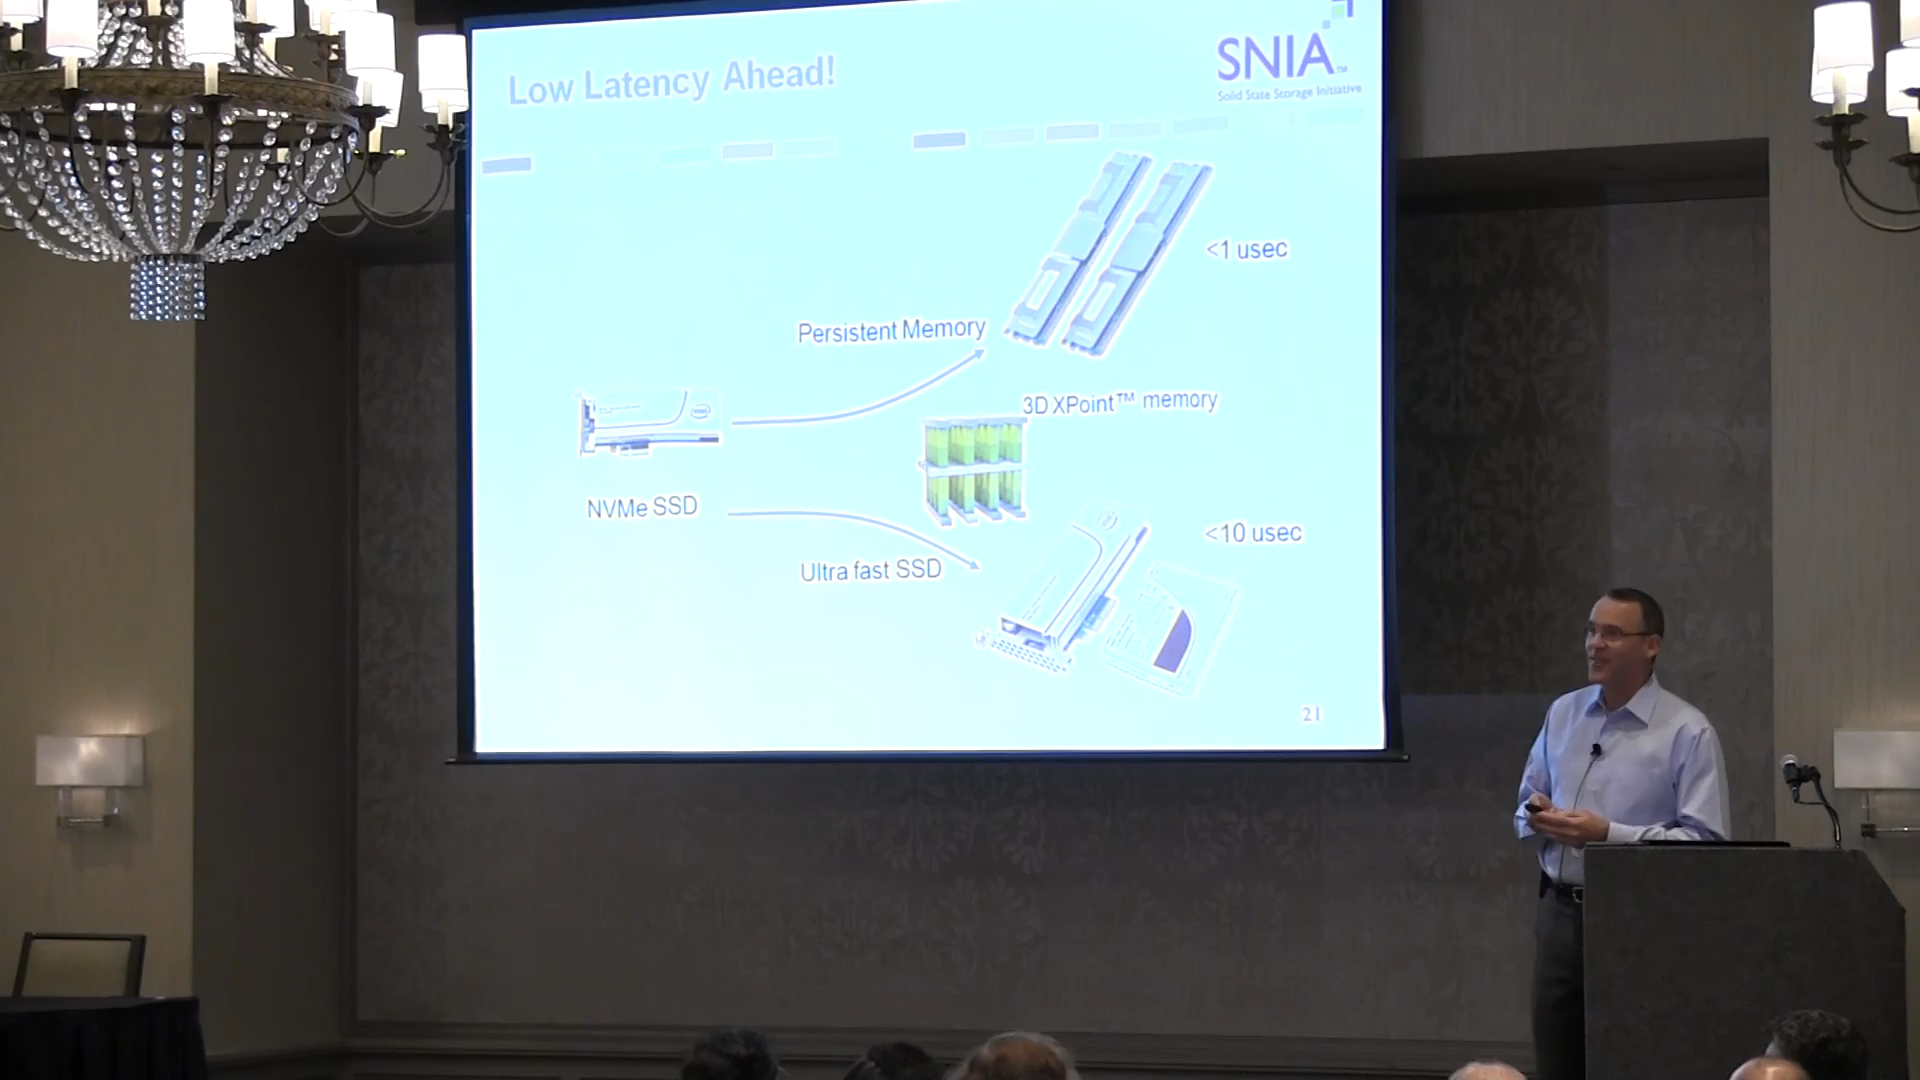 Low Latency Ahead!
SNIA™
Solid State Storage Initiative
<1 usec
Persistent Memory
3D XPoint™ memory
NVMe SSD
<10 usec
Ultra fast SSD
21